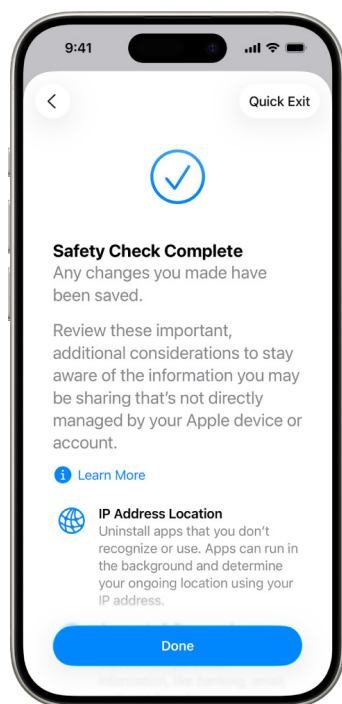 9:41
Quick Exit
Safety Check Complete
Any changes you made have
been saved.
Review these important,
additional considerations to stay
aware of the information you may
be sharing that's not directly
managed by your Apple device or
account.
Learn More
IP Address Location
Uninstall apps that you don't
recognize or use. Apps can run in
the background and determine
your ongoing location using your
IP address.
Done